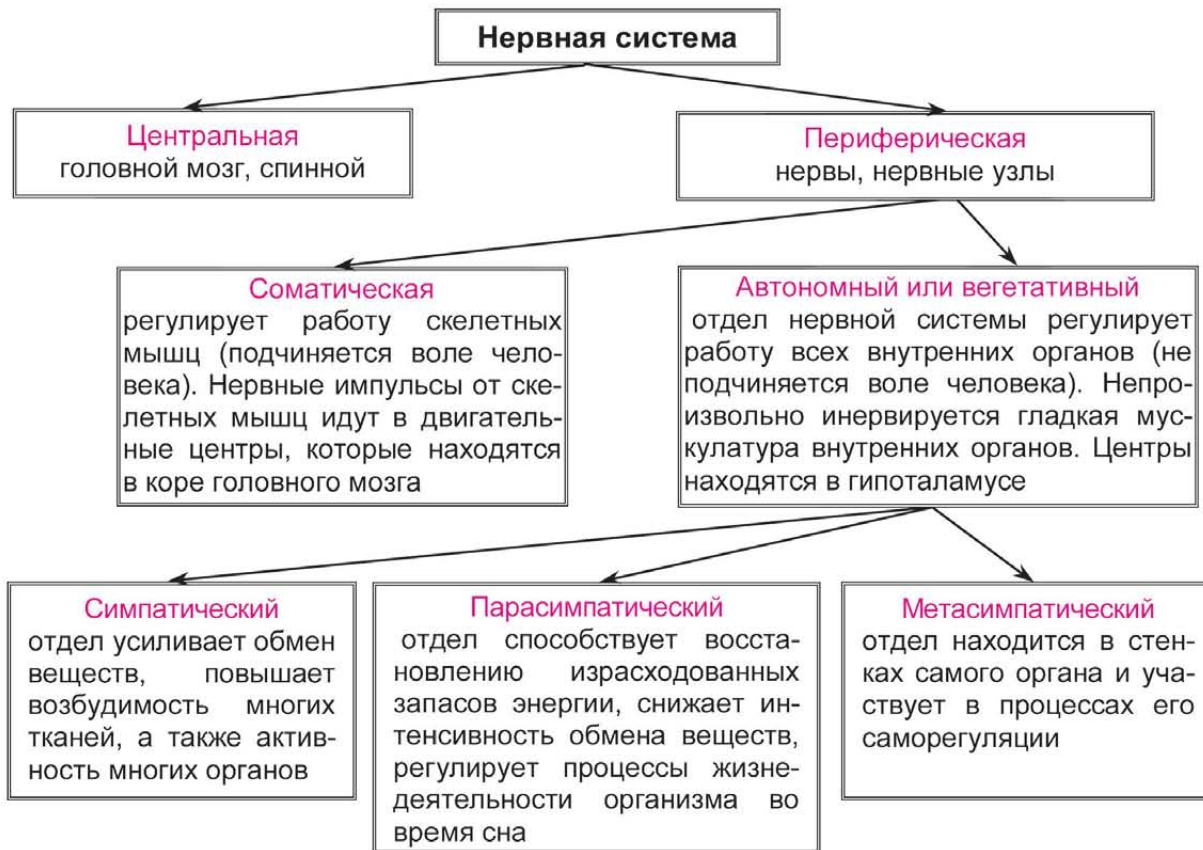 Нервная система
Центральная
головной мозг, спинной
Периферическая
нервы, нервные узлы
Соматическая
регулирует работу скелетных
мышц (подчиняется воле чело-
века). Нервные импульсы от ске-
летных мышц идут в двигатель-
ные центры, которые находятся
в коре головного мозга
Автономный или вегетативный
отдел нервной системы регулирует
работу всех внутренних органов (не
подчиняется воле человека). Непро-
извольно инервируется гладкая мус-
кулатура внутренних органов. Центры
находятся в гипоталамусе
Симпатический
отдел усиливает обмен
веществ, повышает
возбудимость многих
тканей, а также актив-
ность многих органов
Парасимпатический
отдел способствует восста-
новлению израсходованных
запасов энергии, снижает ин-
тенсивность обмена веществ,
регулирует процессы жизне-
деятельности организма во
время сна
Метасимпатический
отдел находится в стен-
ках самого органа и уча-
ствует в процессах его
саморегуляции